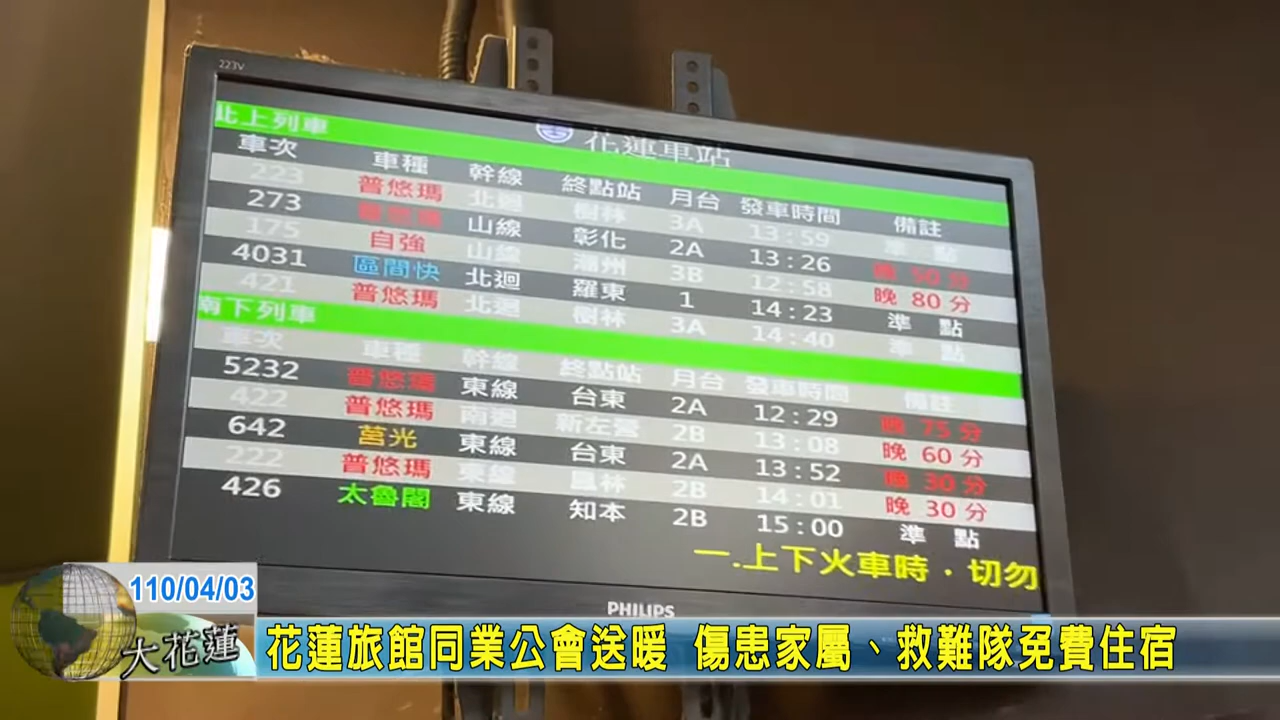 223V
花蓮車站
北上列車
車次 車種 幹線 終點站 月台 發車時間 備註
223 普悠瑪 北迴 樹林 3A 13:59 準 點
273 普悠瑪 山線 彰化 2A 13:26 晚 50 分
175 自強 山線 潮州 3B 12:58 晚 80 分
4031 區間快 北迴 羅東 1 14:23 準 點
421 普悠瑪 北迴 樹林 3A 14:40 準 點
南下列車
車次 車種 幹線 終點站 月台 發車時間 備註
5232 普悠瑪 東線 台東 2A 12:29 晚 75 分
422 普悠瑪 南迴 新左營 2B 13:08 晚 60 分
642 莒光 東線 台東 2A 13:52 晚 30 分
222 普悠瑪 東線 鳳林 2B 14:01 晚 30 分
426 太魯閣 東線 知本 2B 15:00 準 點
一.上下火車時，切勿
PHILIPS
110/04/03
大花蓮
花蓮旅館同業公會送暖 傷患家屬、救難隊免費住宿